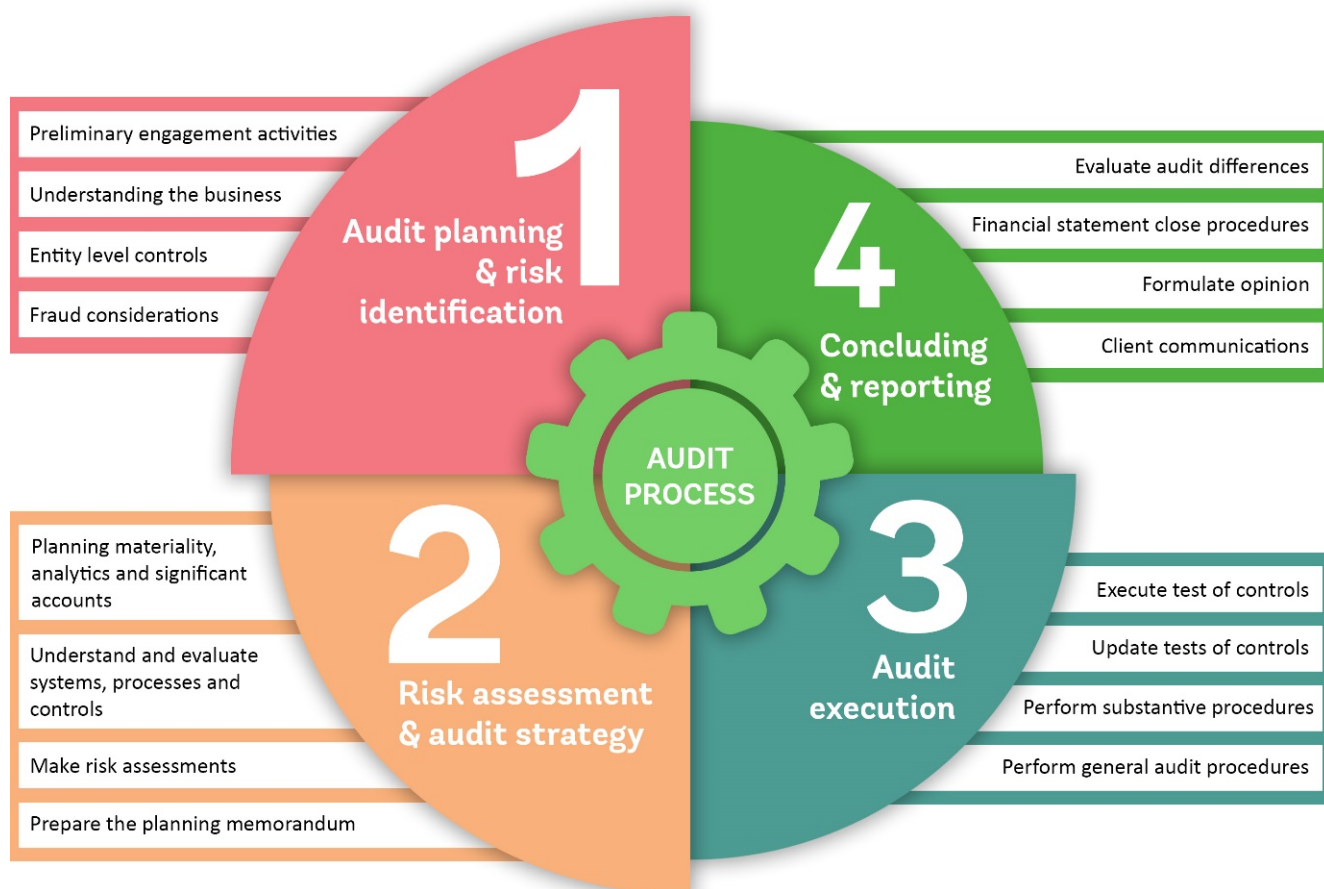 1
Audit planning
& risk
identification
Preliminary engagement activities
Understanding the business
Entity level controls
Fraud considerations
2
Risk assessment
& audit strategy
Planning materiality,
analytics and significant
accounts
Understand and evaluate
systems, processes and
controls
Make risk assessments
Prepare the planning memorandum
3
Audit
execution
Execute test of controls
Update tests of controls
Perform substantive procedures
Perform general audit procedures
4
Concluding
& reporting
Evaluate audit differences
Financial statement close procedures
Formulate opinion
Client communications
AUDIT
PROCESS